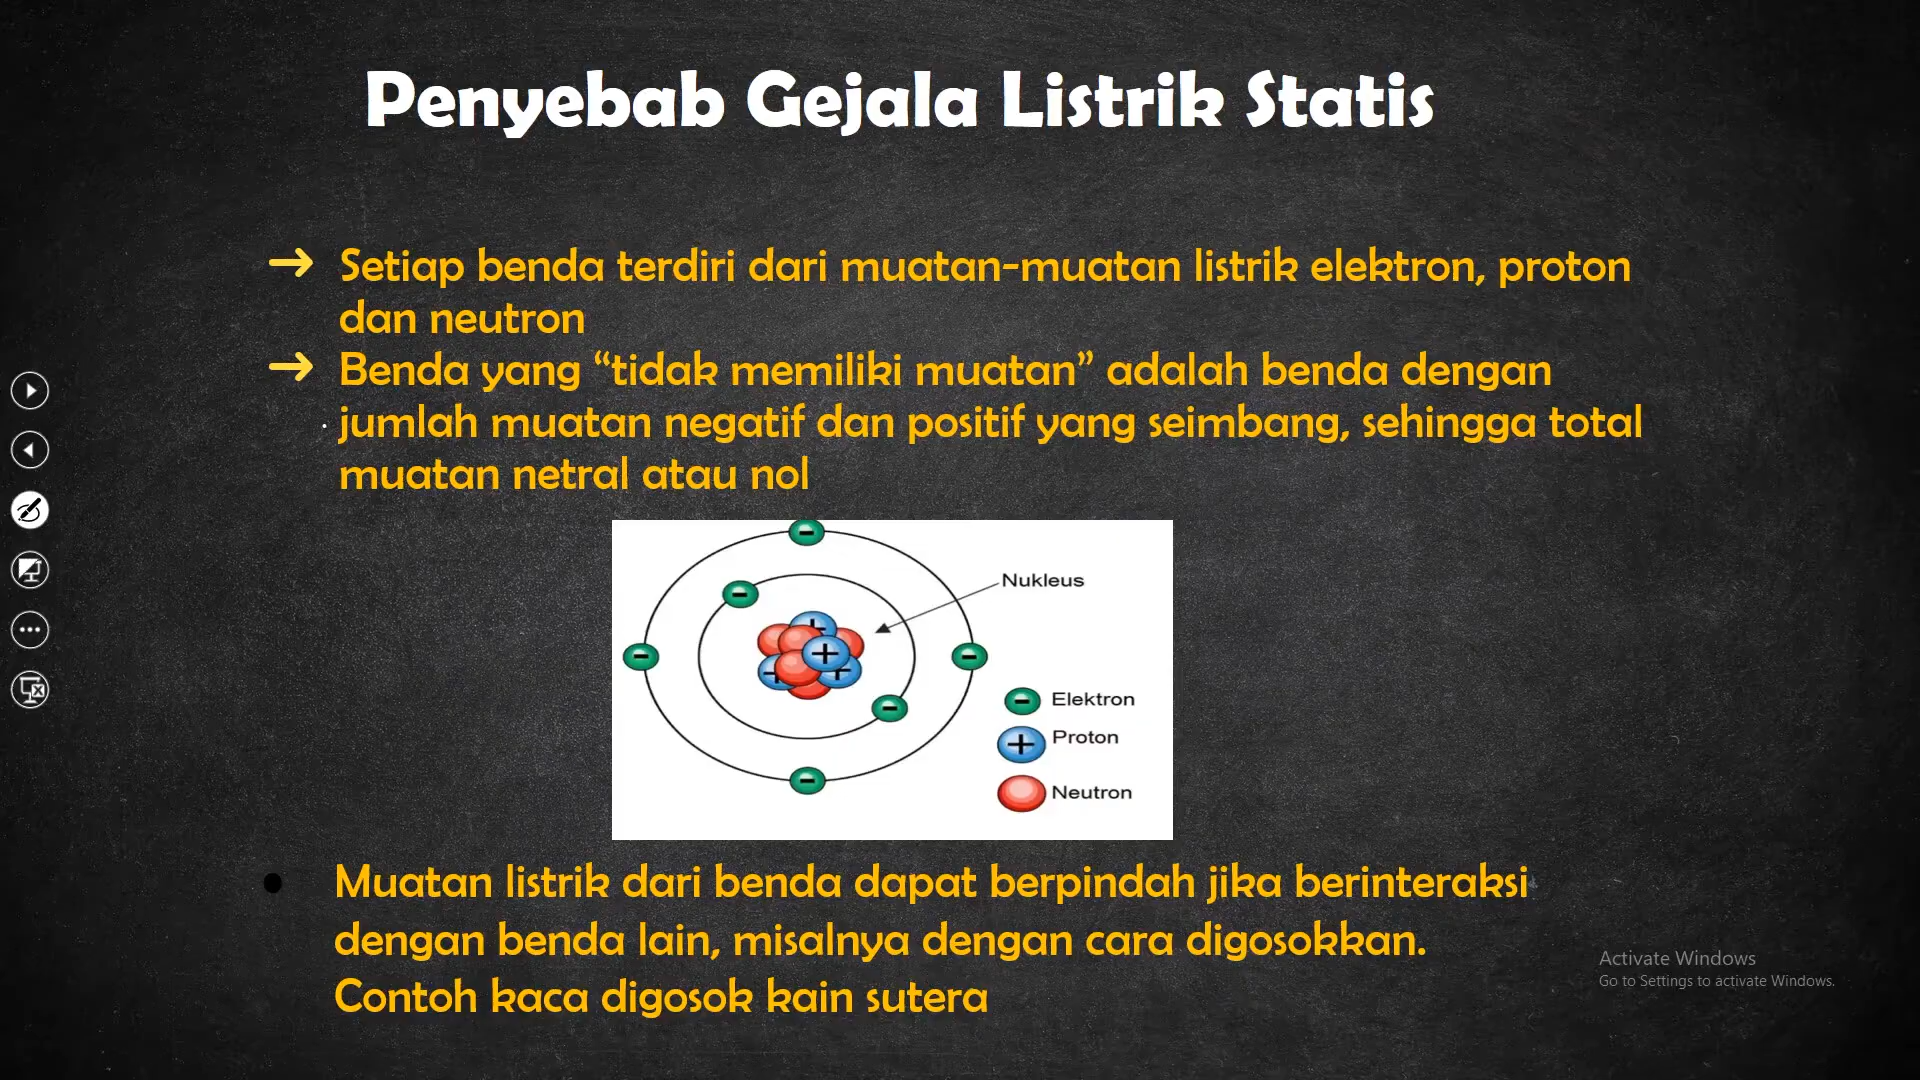 Penyebab Gejala Listrik Statis
Setiap benda terdiri dari muatan-muatan listrik elektron, proton
dan neutron
Benda yang “tidak memiliki muatan” adalah benda dengan
jumlah muatan negatif dan positif yang seimbang, sehingga total
muatan netral atau nol
Nukleus
Elektron
Proton
Neutron
Muatan listrik dari benda dapat berpindah jika berinteraksi
dengan benda lain, misalnya dengan cara digosokkan.
Contoh kaca digosok kain sutera
Activate Windows
Go to Settings to activate Windows.